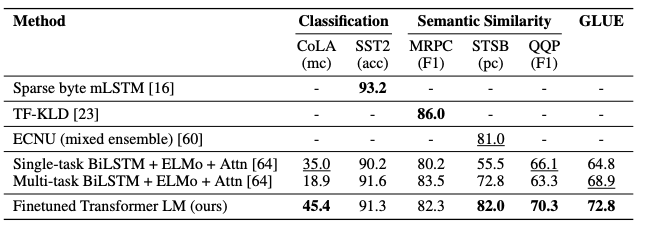 Method Classification Semantic Similarity GLUE
CoLA SST2 MRPC STSB QQP
(mc) (acc) (F1) (pc) (F1)
Sparse byte mLSTM [16] - 93.2 - - - -
TF-KLD [23] - - 86.0 - - -
ECNU (mixed ensemble) [60] - - - 81.0 - -
Single-task BiLSTM + ELMo + Attn [64] 35.0 90.2 80.2 55.5 66.1 64.8
Multi-task BiLSTM + ELMo + Attn [64] 18.9 91.6 83.5 72.8 63.3 68.9
Finetuned Transformer LM (ours) 45.4 91.3 82.3 82.0 70.3 72.8